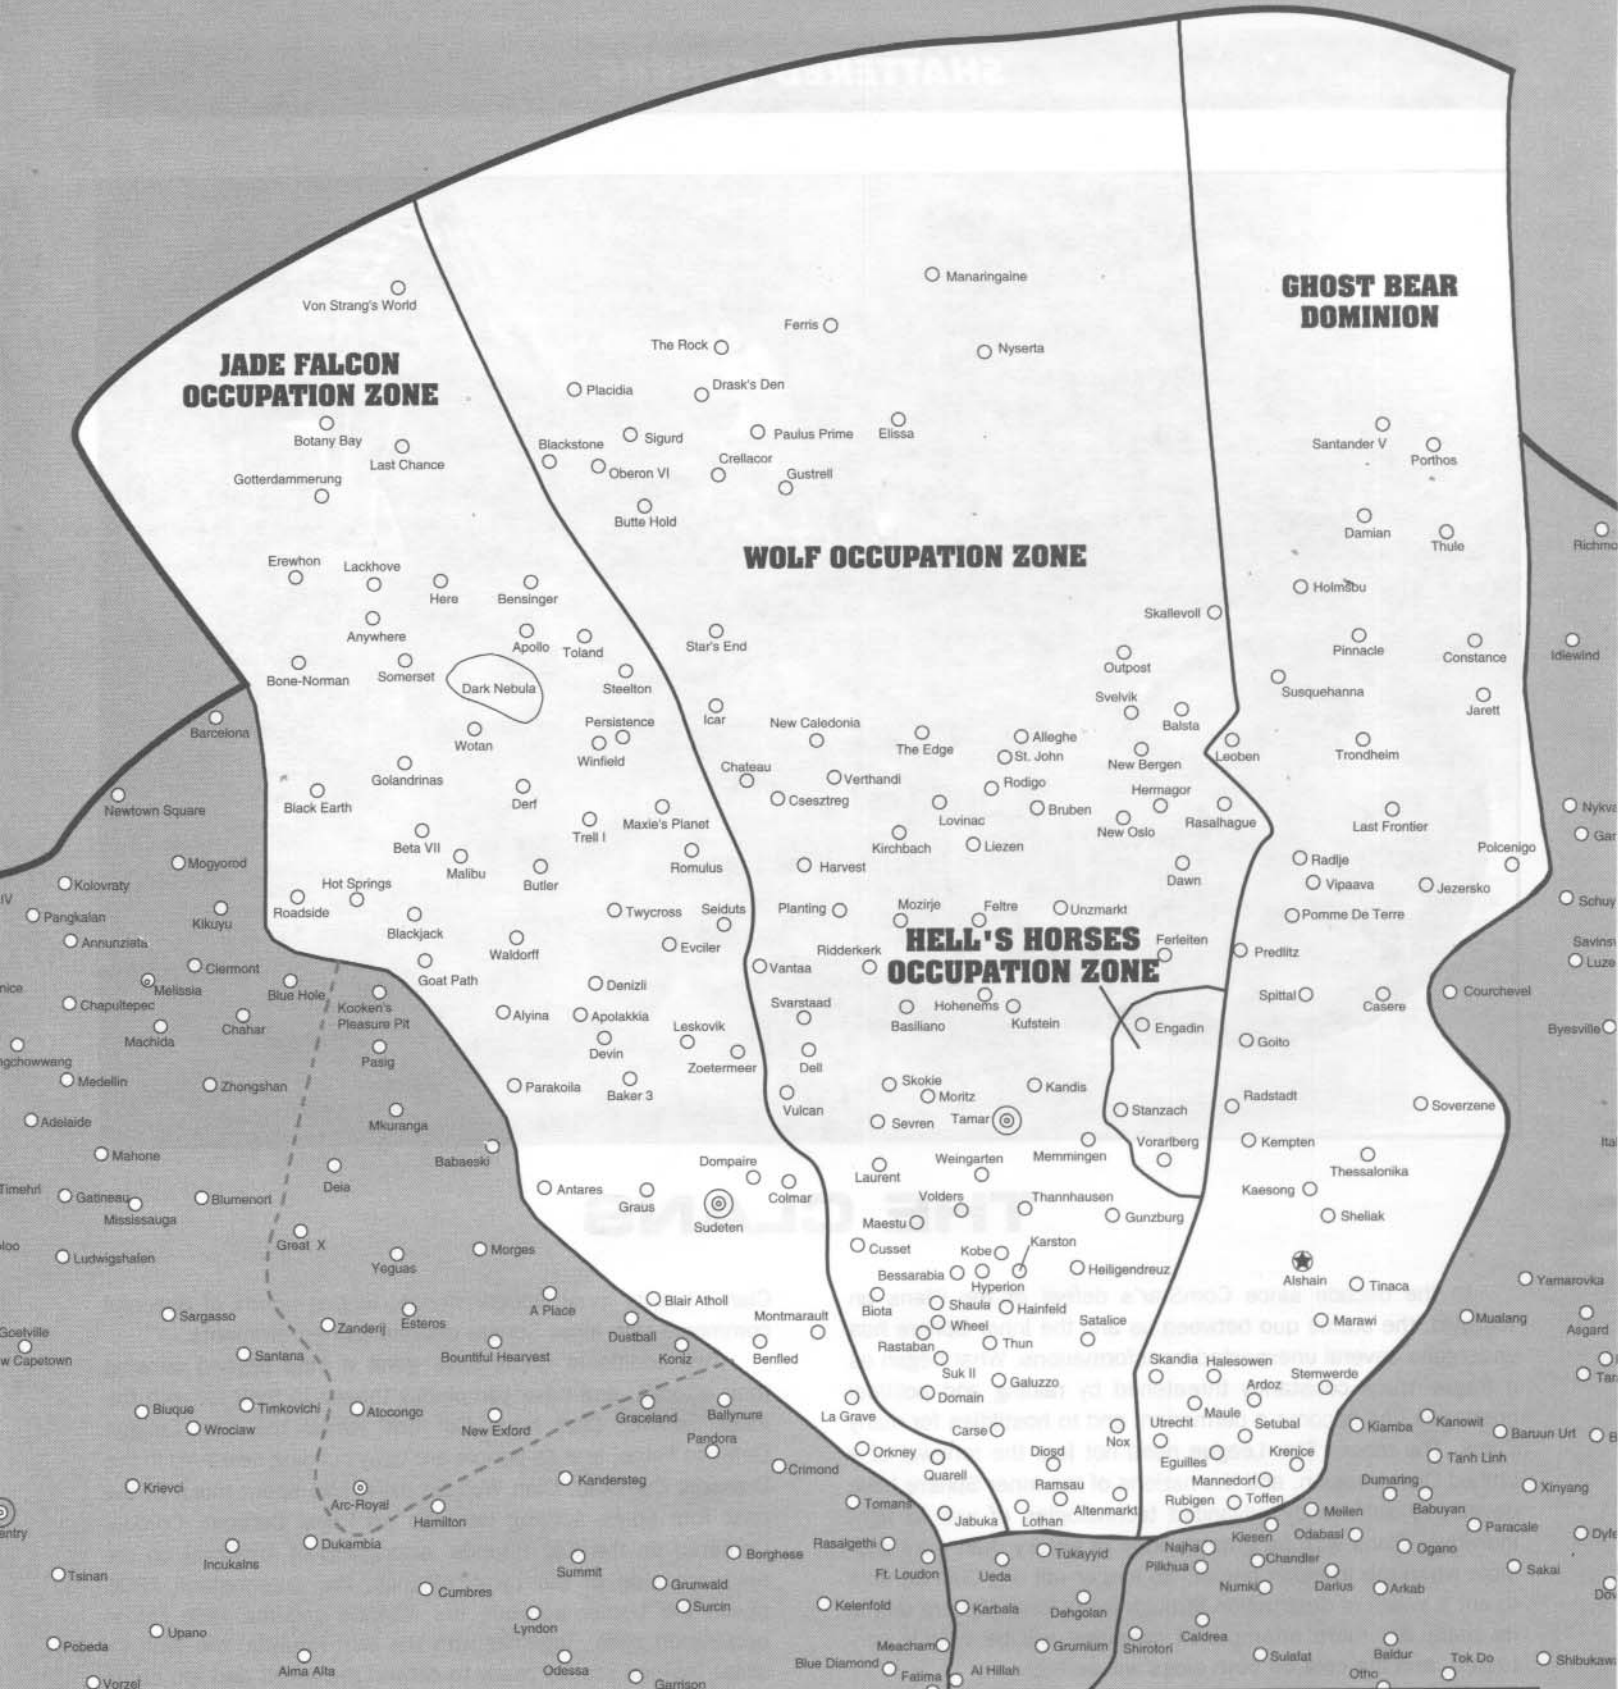 Von Strang's World
Manaringaine
GHOST BEAR
DOMINION
Ferris
The Rock
Nyserta
JADE FALCON
OCCUPATION ZONE
Placidia
Drask's Den
Botany Bay
Last Chance
Gotterdammerung
Blackstone
Sigurd
Paulus Prime
Elissa
Oberon VI
Crellacor
Gustrell
Butte Hold
Santander V
Porthos
Damian
Thule
WOLF OCCUPATION ZONE
Erewhon
Lackhove
Here
Bensinger
Holmsbu
Skallevoll
Anywhere
Apollo
Toland
Star's End
Outpost
Pinnacle
Constance
Idlewind
Bone-Norman
Somerset
Dark Nebula
Steelton
Susquehanna
Svelvik
Jarett
Barcelona
Wotan
Persistence
Winfield
Icar
New Caledonia
The Edge
Alleghe
St. John
Balsta
New Bergen
Leoben
Trondheim
Golandrinas
Chateau
Verthandi
Rodigo
Hermagor
Newtown Square
Black Earth
Derf
Csesztreg
Lovinac
Bruben
New Oslo
Rasalhague
Last Frontier
Trell I
Maxie's Planet
Beta VII
Kirchbach
Liezen
Polcenigo
Mogyorod
Malibu
Butler
Romulus
Harvest
Dawn
Radlje
Kolovraty
Hot Springs
Vipaava
Jezersko
IV
Pangkalan
Kikuyu
Roadside
Blackjack
Twycross
Seiduts
Planting
Mozirje
Feltre
Unzmarkt
Pomme De Terre
Annunziata
Waldorff
Evciler
Ridderkerk
HELL'S HORSES
OCCUPATION ZONE
Ferleiten
Predlitz
Clermont
Goat Path
Vantaa
Melissia
Blue Hole
Denizli
Hohenems
Spittal
Casere
Courchevel
Chapultepec
Kooken's
Pleasure Pit
Svarstaad
Basiliano
Kufstein
Engadin
Machida
Chahar
Alyina
Apolakkia
Leskovik
Byesville
Devin
Zoetermeer
Goito
Pasig
Dell
Medellin
Zhongshan
Parakoila
Baker 3
Skokie
Moritz
Kandis
Radstadt
Soverzene
Vulcan
Stanzach
Adelaide
Mkuranga
Sevren
Tamar
Vorarlberg
Kempten
Mahone
Babaeski
Dompaire
Weingarten
Memmingen
Thessalonika
Timehri
Gatineau
Blumenort
Deia
Antares
Graus
Colmar
Laurent
Kaesong
Mississauga
Sudeten
Volders
Thannhausen
Maestu
Gunzburg
Sheliak
Ludwigshafen
Great X
Yeguas
Morges
Cusset
Kobe
Karston
Bessarabia
Hyperion
Heiligendreuz
Alshain
Tinaca
Yamarovka
Sargasso
Zanderij
Esteros
A Place
Blair Atholl
Montmarault
Biota
Shaula
Hainfeld
Wheel
Satalice
Marawi
Mualang
Asgard
Goetville
Dustball
Rastaban
Thun
w Capetown
Santana
Bountiful Hearvest
Koniz
Benfled
Suk II
Skandia
Halesowen
Sternwerde
Galuzzo
Ardoz
Bluque
Timkovichi
Atocongo
Domain
Maule
New Exford
Graceland
Ballynure
La Grave
Carse
Nox
Utrecht
Setubal
Kiamba
Kanowit
Wroclaw
Pandora
Baruun Urt
Orkney
Diosd
Eguilles
Krenice
Tanh Linh
Krievci
Kandersteg
Crimond
Quarell
Ramsau
Mannedorf
Dumaring
Xinyang
Arc-Royal
Hamilton
Tomans
Jabuka
Lothan
Altenmarkt
Rubigen
Toffen
Meilen
Babuyan
Dukambia
Rasalgethi
Kiesen
Odabasi
Paracale
Incukalns
Borghese
Tukayyid
Najha
Ogano
Tsinan
Summit
Ft. Loudon
Ueda
Pilkhua
Chandler
Sakai
Cumbres
Grunwald
Numki
Darius
Arkab
Surcin
Kelenfold
Karbala
Dehgolan
Lyndon
Pobeda
Upano
Meacham
Grumium
Shirotori
Caldrea
Sulafat
Baldur
Tok Do
Shibukawa
Alma Alta
Odessa
Blue Diamond
Al Hillah
Vorzel
Garrison
Fatima
Otho